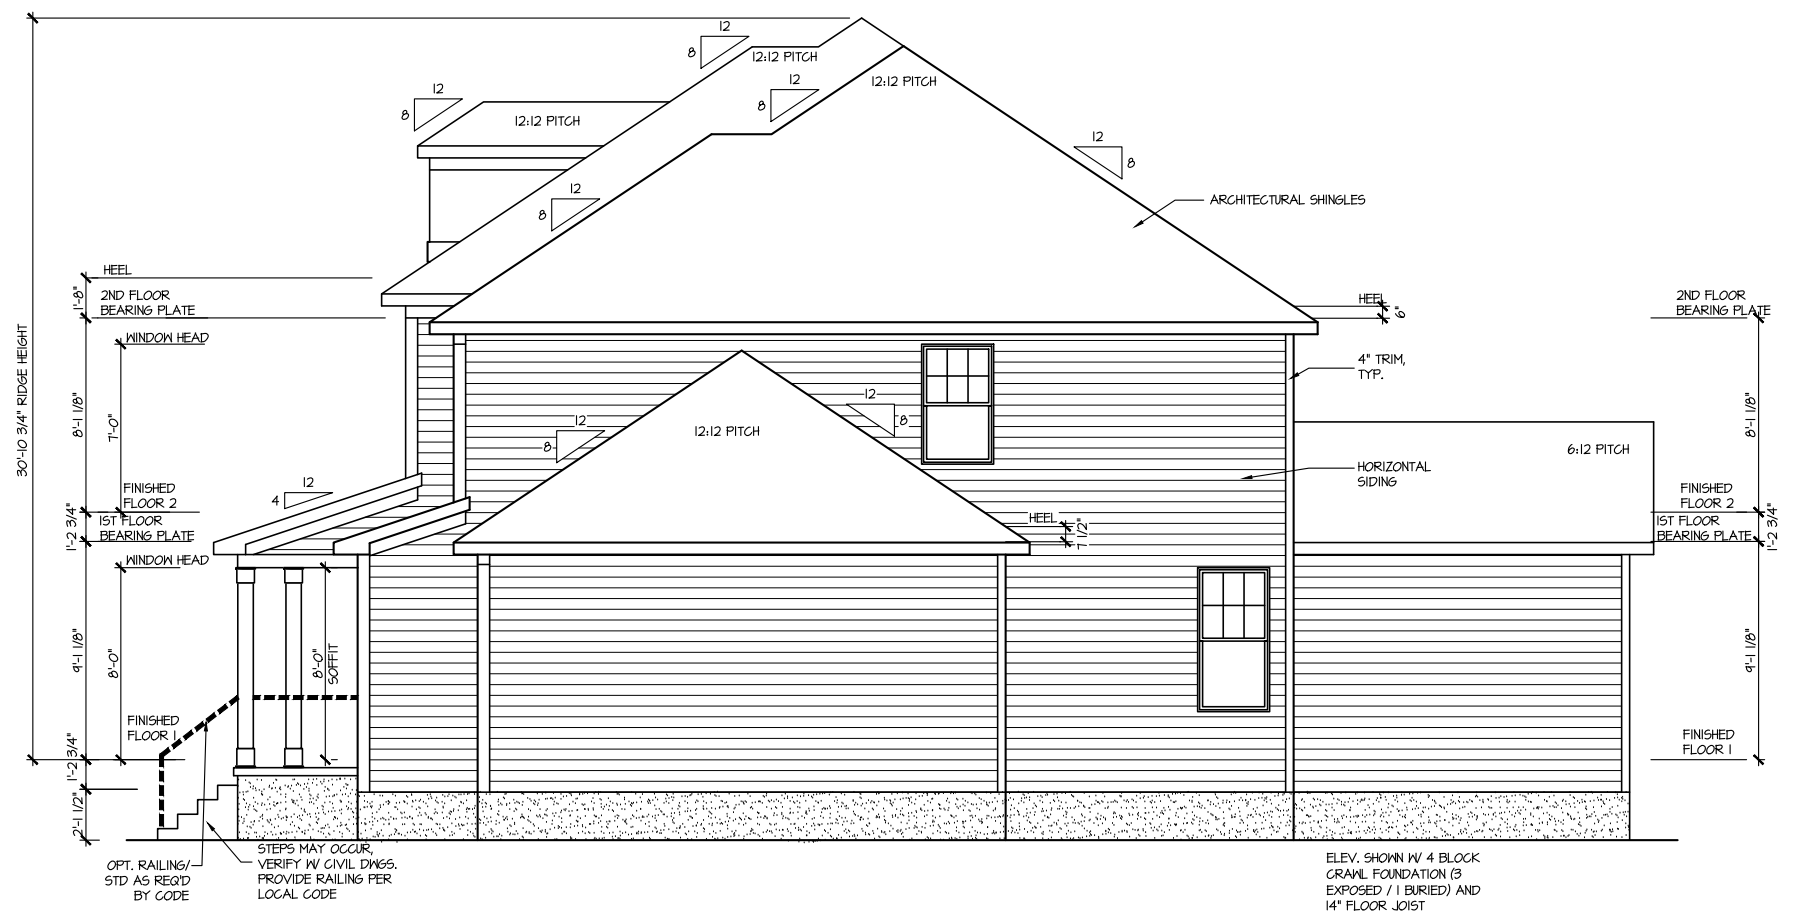 12
8
12:12 PITCH
12
8
12:12 PITCH
12
8
12:12 PITCH
12
8
12
8
ARCHITECTURAL SHINGLES
30'-10 3/4" RIDGE HEIGHT
HEEL
1'-8"
2ND FLOOR
BEARING PLATE
WINDOW HEAD
8'-1 1/8"
7'-0"
FINISHED
FLOOR 2
1'-2 3/4"
1ST FLOOR
BEARING PLATE
WINDOW HEAD
9'-1 1/8"
8'-0"
8'-0"
SOFFIT
FINISHED
FLOOR 1
1'-2 3/4"
2'-1 1/2"
12
4
12
8
12:12 PITCH
12
8
HEEL
7 1/2"
HEEL
6"
4" TRIM,
TYP.
HORIZONTAL
SIDING
6:12 PITCH
2ND FLOOR
BEARING PLATE
8'-1 1/8"
FINISHED
FLOOR 2
1ST FLOOR
BEARING PLATE
1'-2 3/4"
9'-1 1/8"
FINISHED
FLOOR 1
OPT. RAILING/
STD AS REQ'D
BY CODE
STEPS MAY OCCUR,
VERIFY W/ CIVIL DWGS.
PROVIDE RAILING PER
LOCAL CODE
ELEV. SHOWN W/ 4 BLOCK
CRAWL FOUNDATION (3
EXPOSED / 1 BURIED) AND
14" FLOOR JOIST